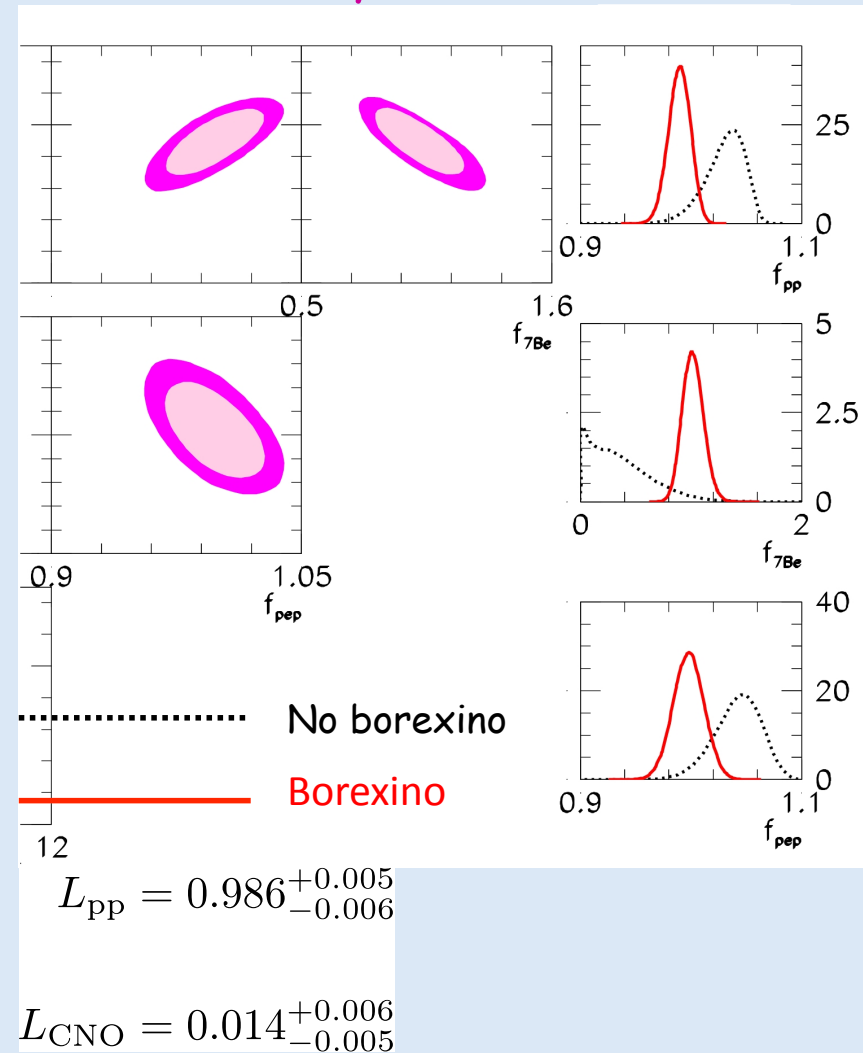 25
0
0.9 1.1
f_pp
0.5 1.6
f_7Be
5
2.5
0
0 2
f_7Be
0.9 1.05
f_pep
40
20
0
0.9 1.1
f_pep
No borexino
Borexino
12
L_pp = 0.986^{+0.005}_{-0.006}
L_CNO = 0.014^{+0.006}_{-0.005}